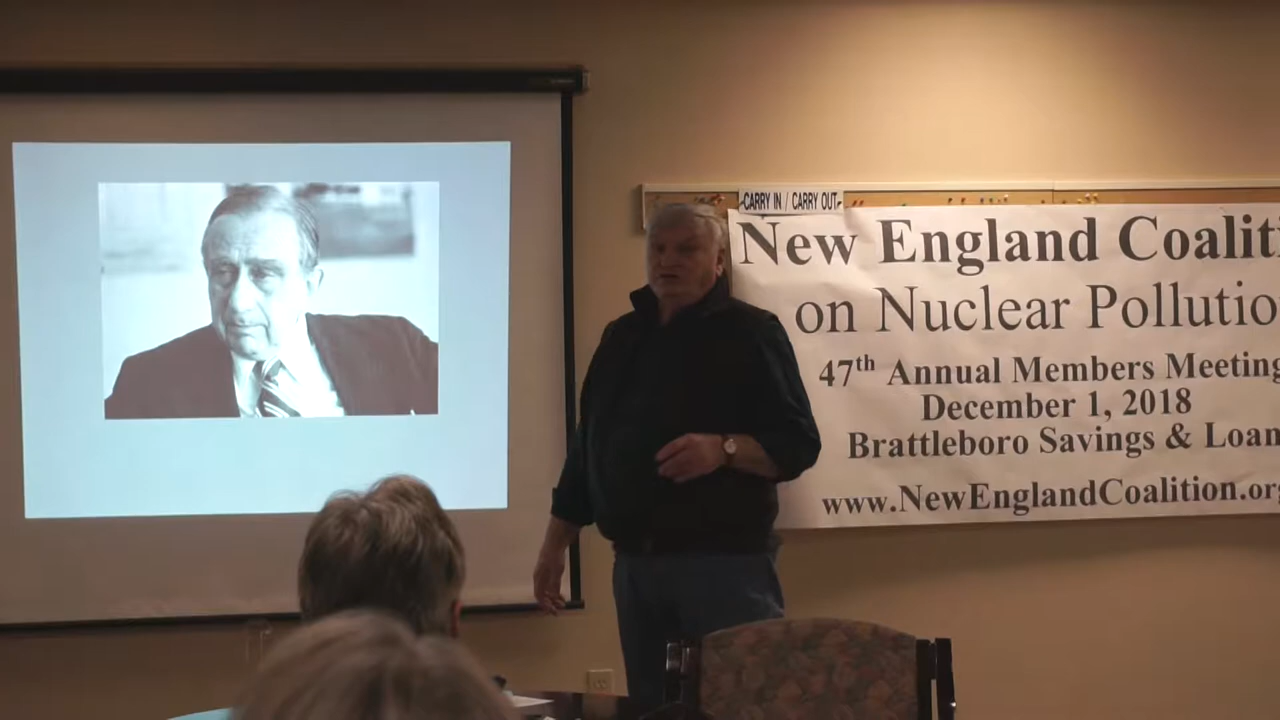 CARRY IN / CARRY OUT
New England Coaliti
on Nuclear Pollutio
47th Annual Members Meeting
December 1, 2018
Brattleboro Savings & Loan
www.NewEnglandCoalition.org